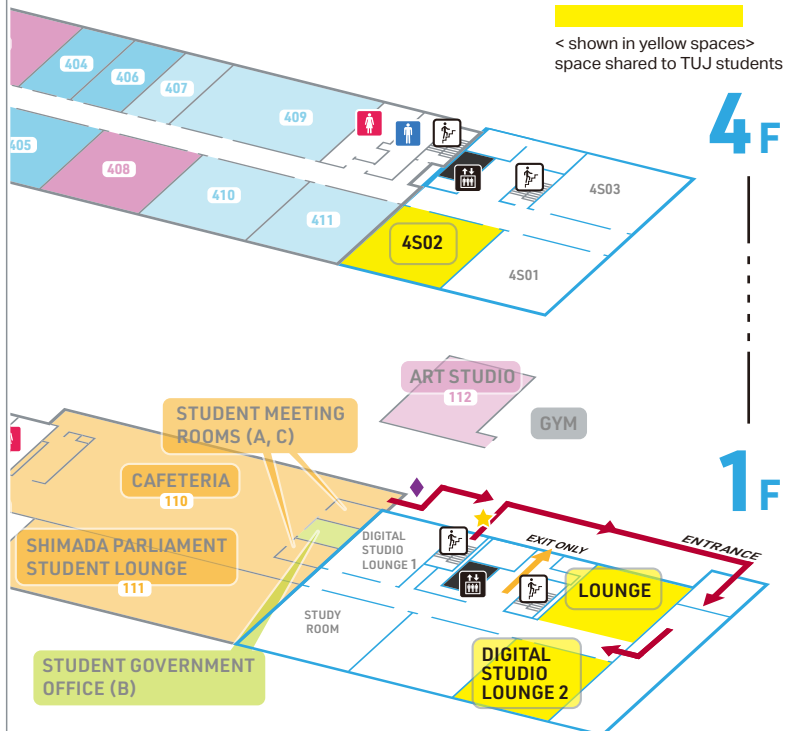 < shown in yellow spaces>
space shared to TUJ students
4F
404
406
407
409
405
408
410
411
4S03
4S02
4S01
ART STUDIO
112
GYM
1F
STUDENT MEETING
ROOMS (A, C)
CAFETERIA
110
SHIMADA PARLIAMENT
STUDENT LOUNGE
111
DIGITAL
STUDIO
LOUNGE 1
EXIT ONLY
ENTRANCE
LOUNGE
STUDY
ROOM
STUDENT GOVERNMENT
OFFICE (B)
DIGITAL
STUDIO
LOUNGE 2